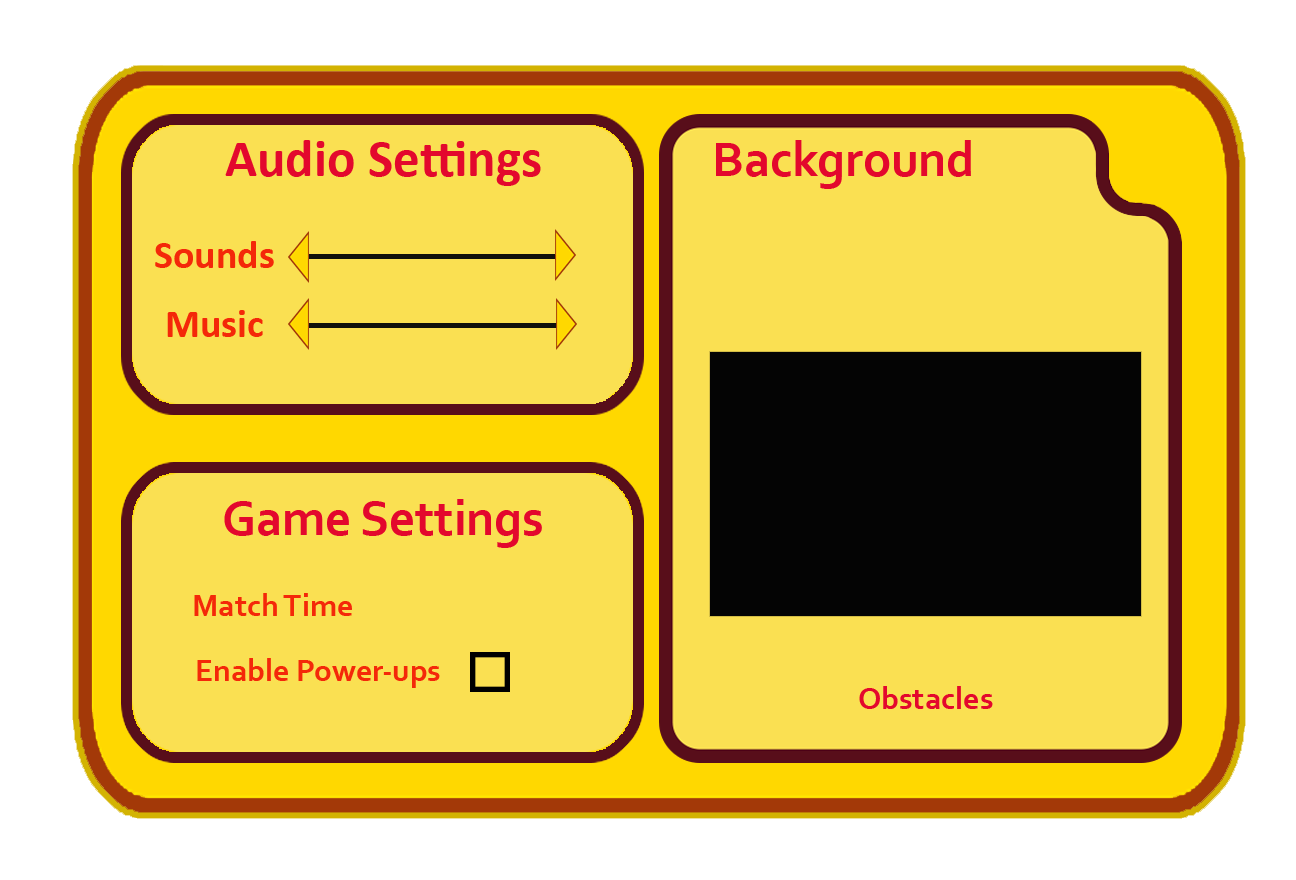 Audio Settings
Sounds
Music
Game Settings
Match Time
Enable Power-ups
Background
Obstacles